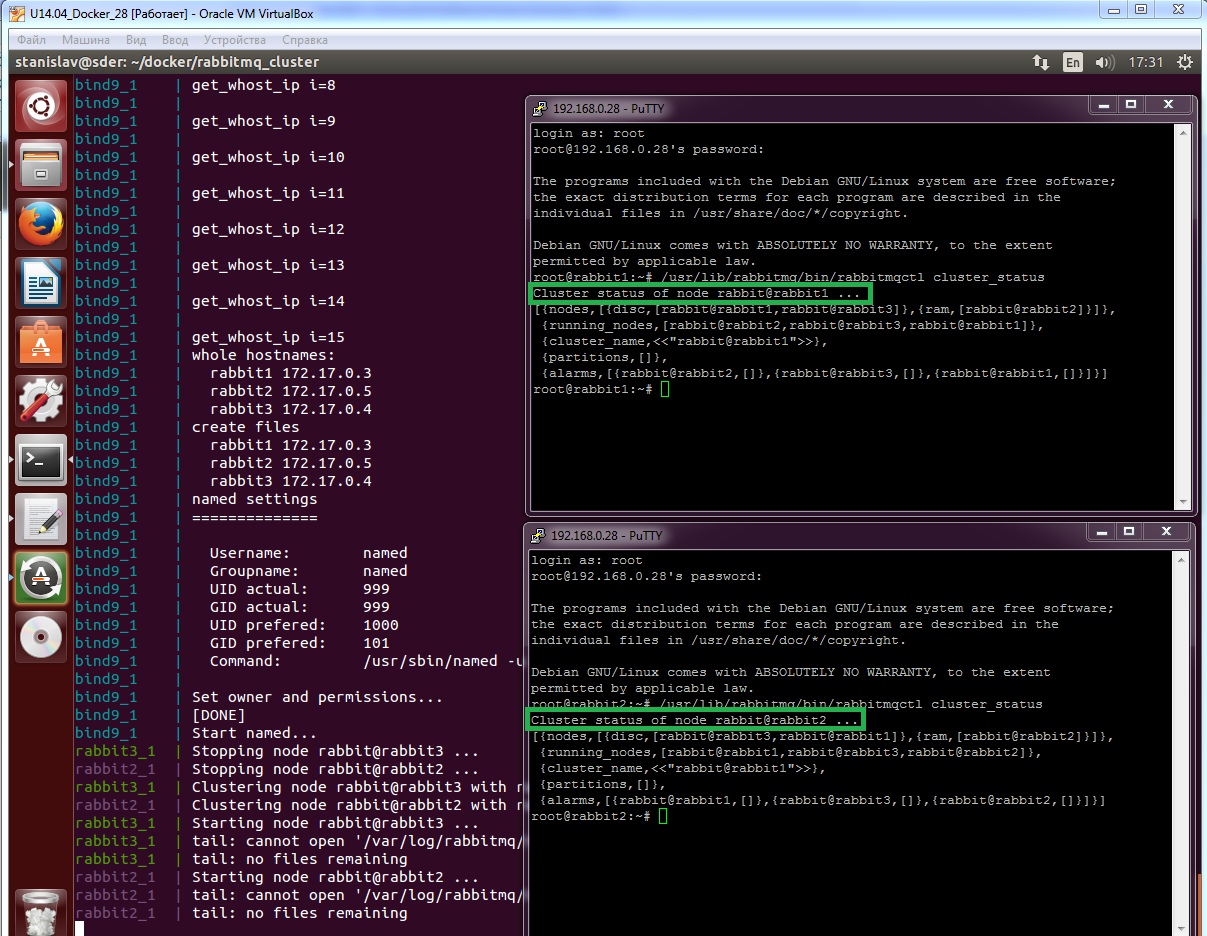 U14.04_Docker_28 [Работает] - Oracle VM VirtualBox
Файл Машина Вид Ввод Устройства Справка
stanislav@sder: ~/docker/rabbitmq_cluster
En 17:31
bind9_1 | get_whost_ip i=8
bind9_1 |
bind9_1 | get_whost_ip i=9
bind9_1 |
bind9_1 | get_whost_ip i=10
bind9_1 |
bind9_1 | get_whost_ip i=11
bind9_1 |
bind9_1 | get_whost_ip i=12
bind9_1 |
bind9_1 | get_whost_ip i=13
bind9_1 |
bind9_1 | get_whost_ip i=14
bind9_1 |
bind9_1 | get_whost_ip i=15
bind9_1 | whole hostnames:
bind9_1 |   rabbit1 172.17.0.3
bind9_1 |   rabbit2 172.17.0.5
bind9_1 |   rabbit3 172.17.0.4
bind9_1 | create files
bind9_1 |   rabbit1 172.17.0.3
bind9_1 |   rabbit2 172.17.0.5
bind9_1 |   rabbit3 172.17.0.4
bind9_1 | named settings
bind9_1 | ==============
bind9_1 |
bind9_1 |   Username: named
bind9_1 |   Groupname: named
bind9_1 |   UID actual: 999
bind9_1 |   GID actual: 999
bind9_1 |   UID prefered: 1000
bind9_1 |   GID prefered: 101
bind9_1 |   Command: /usr/sbin/named -u
bind9_1 |
bind9_1 | Set owner and permissions...
bind9_1 | [DONE]
bind9_1 | Start named...
rabbit3_1 | Stopping node rabbit@rabbit3 ...
rabbit2_1 | Stopping node rabbit@rabbit2 ...
rabbit3_1 | Clustering node rabbit@rabbit3 with r
rabbit2_1 | Clustering node rabbit@rabbit2 with r
rabbit3_1 | Starting node rabbit@rabbit3 ...
rabbit3_1 | tail: cannot open '/var/log/rabbitmq/
rabbit3_1 | tail: no files remaining
rabbit2_1 | Starting node rabbit@rabbit2 ...
rabbit2_1 | tail: cannot open '/var/log/rabbitmq/
rabbit2_1 | tail: no files remaining
192.168.0.28 - PuTTY
login as: root
root@192.168.0.28's password:
The programs included with the Debian GNU/Linux system are free software;
the exact distribution terms for each program are described in the
individual files in /usr/share/doc/*/copyright.
Debian GNU/Linux comes with ABSOLUTELY NO WARRANTY, to the extent
permitted by applicable law.
root@rabbit1:~# /usr/lib/rabbitmq/bin/rabbitmqctl cluster_status
Cluster status of node rabbit@rabbit1 ...
[{nodes,[{disc,[rabbit@rabbit1,rabbit@rabbit3]},{ram,[rabbit@rabbit2]}]},
 {running_nodes,[rabbit@rabbit2,rabbit@rabbit3,rabbit@rabbit1]},
 {cluster_name,<<"rabbit@rabbit1">>},
 {partitions,[]},
 {alarms,[{rabbit@rabbit2,[]},{rabbit@rabbit3,[]},{rabbit@rabbit1,[]}]}]
root@rabbit1:~#
192.168.0.28 - PuTTY
login as: root
root@192.168.0.28's password:
The programs included with the Debian GNU/Linux system are free software;
the exact distribution terms for each program are described in the
individual files in /usr/share/doc/*/copyright.
Debian GNU/Linux comes with ABSOLUTELY NO WARRANTY, to the extent
permitted by applicable law.
root@rabbit2:~# /usr/lib/rabbitmq/bin/rabbitmqctl cluster_status
Cluster status of node rabbit@rabbit2 ...
[{nodes,[{disc,[rabbit@rabbit3,rabbit@rabbit1]},{ram,[rabbit@rabbit2]}]},
 {running_nodes,[rabbit@rabbit1,rabbit@rabbit3,rabbit@rabbit2]},
 {cluster_name,<<"rabbit@rabbit1">>},
 {partitions,[]},
 {alarms,[{rabbit@rabbit1,[]},{rabbit@rabbit3,[]},{rabbit@rabbit2,[]}]}]
root@rabbit2:~#